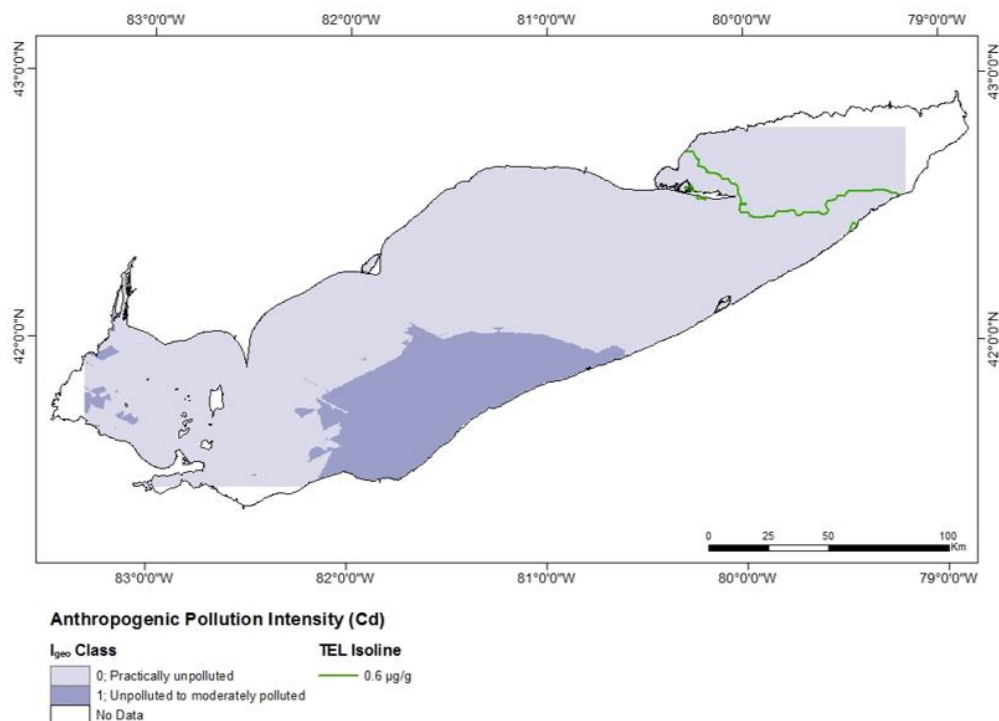 83°0'0"W 82°0'0"W 81°0'0"W 80°0'0"W 79°0'0"W
43°0'0"N 43°0'0"N
42°0'0"N 42°0'0"N
0 25 50 100
Km
83°0'0"W 82°0'0"W 81°0'0"W 80°0'0"W 79°0'0"W
Anthropogenic Pollution Intensity (Cd)
Igeo Class TEL Isoline
0; Practically unpolluted 0.6 µg/g
1; Unpolluted to moderately polluted
No Data